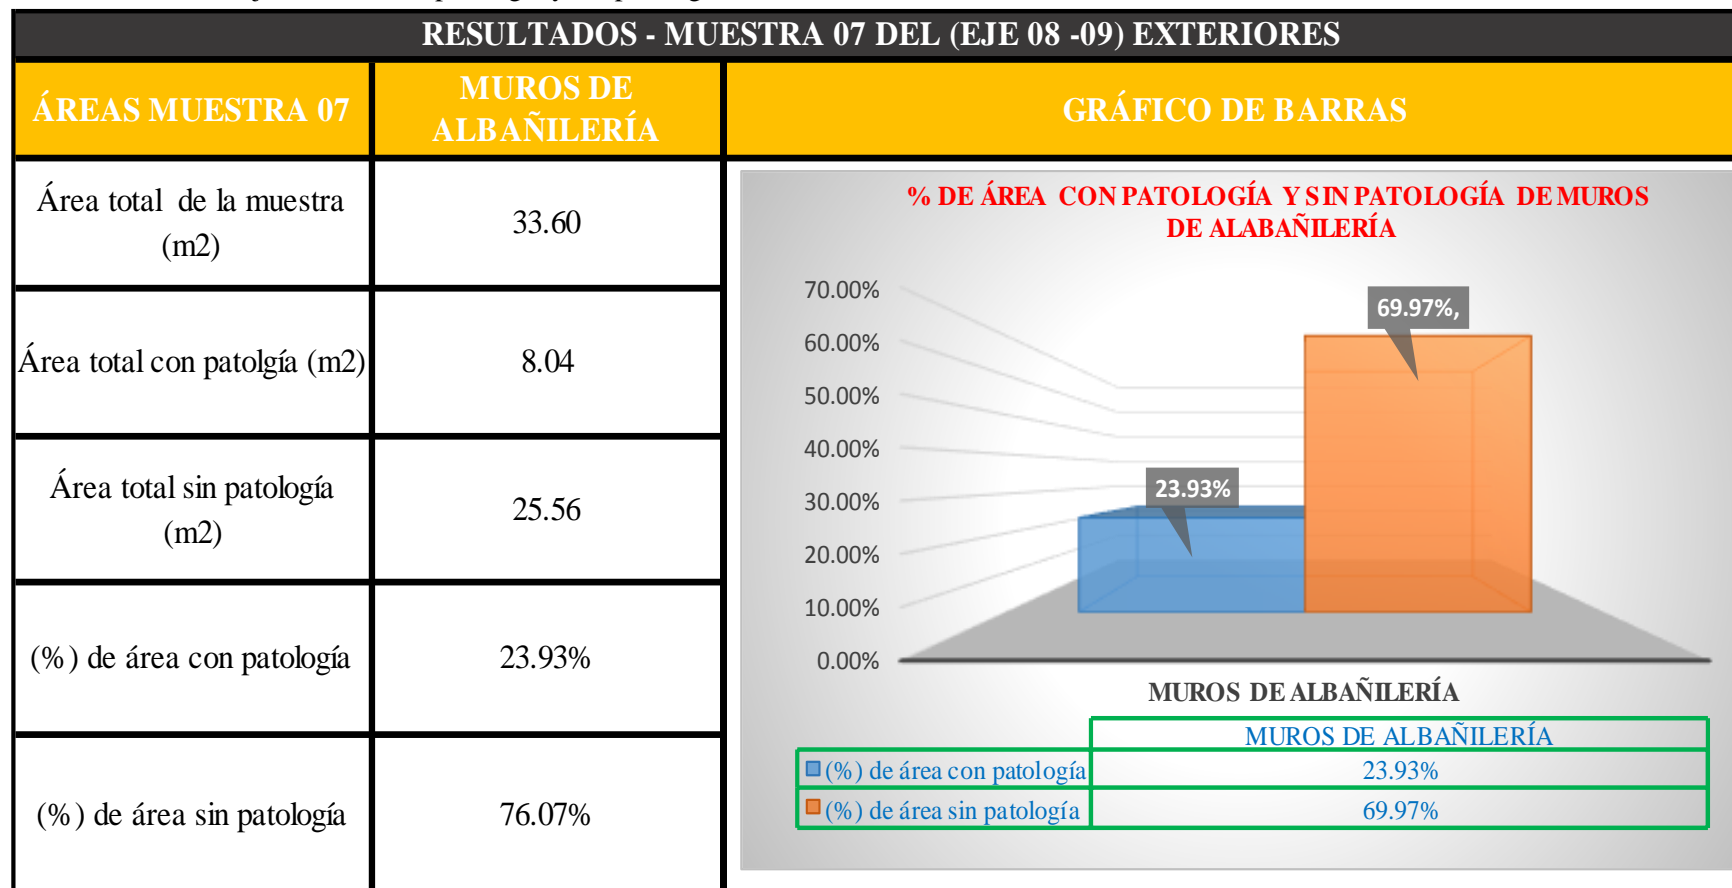 RESULTADOS - MUESTRA 07 DEL (EJE 08 -09) EXTERIORES
ÁREAS MUESTRA 07
MUROS DE
ALBAÑILERÍA
GRÁFICO DE BARRAS
Área total de la muestra
(m2)
33.60
Área total con patolgía (m2)
8.04
Área total sin patología
(m2)
25.56
(%) de área con patología
23.93%
(%) de área sin patología
76.07%
% DE ÁREA CON PATOLOGÍA Y SIN PATOLOGÍA DE MUROS
DE ALABAÑILERÍA
70.00%
60.00%
50.00%
40.00%
30.00%
20.00%
10.00%
0.00%
23.93%
69.97%,
MUROS DE ALBAÑILERÍA
MUROS DE ALBAÑILERÍA
(%) de área con patología
23.93%
(%) de área sin patología
69.97%